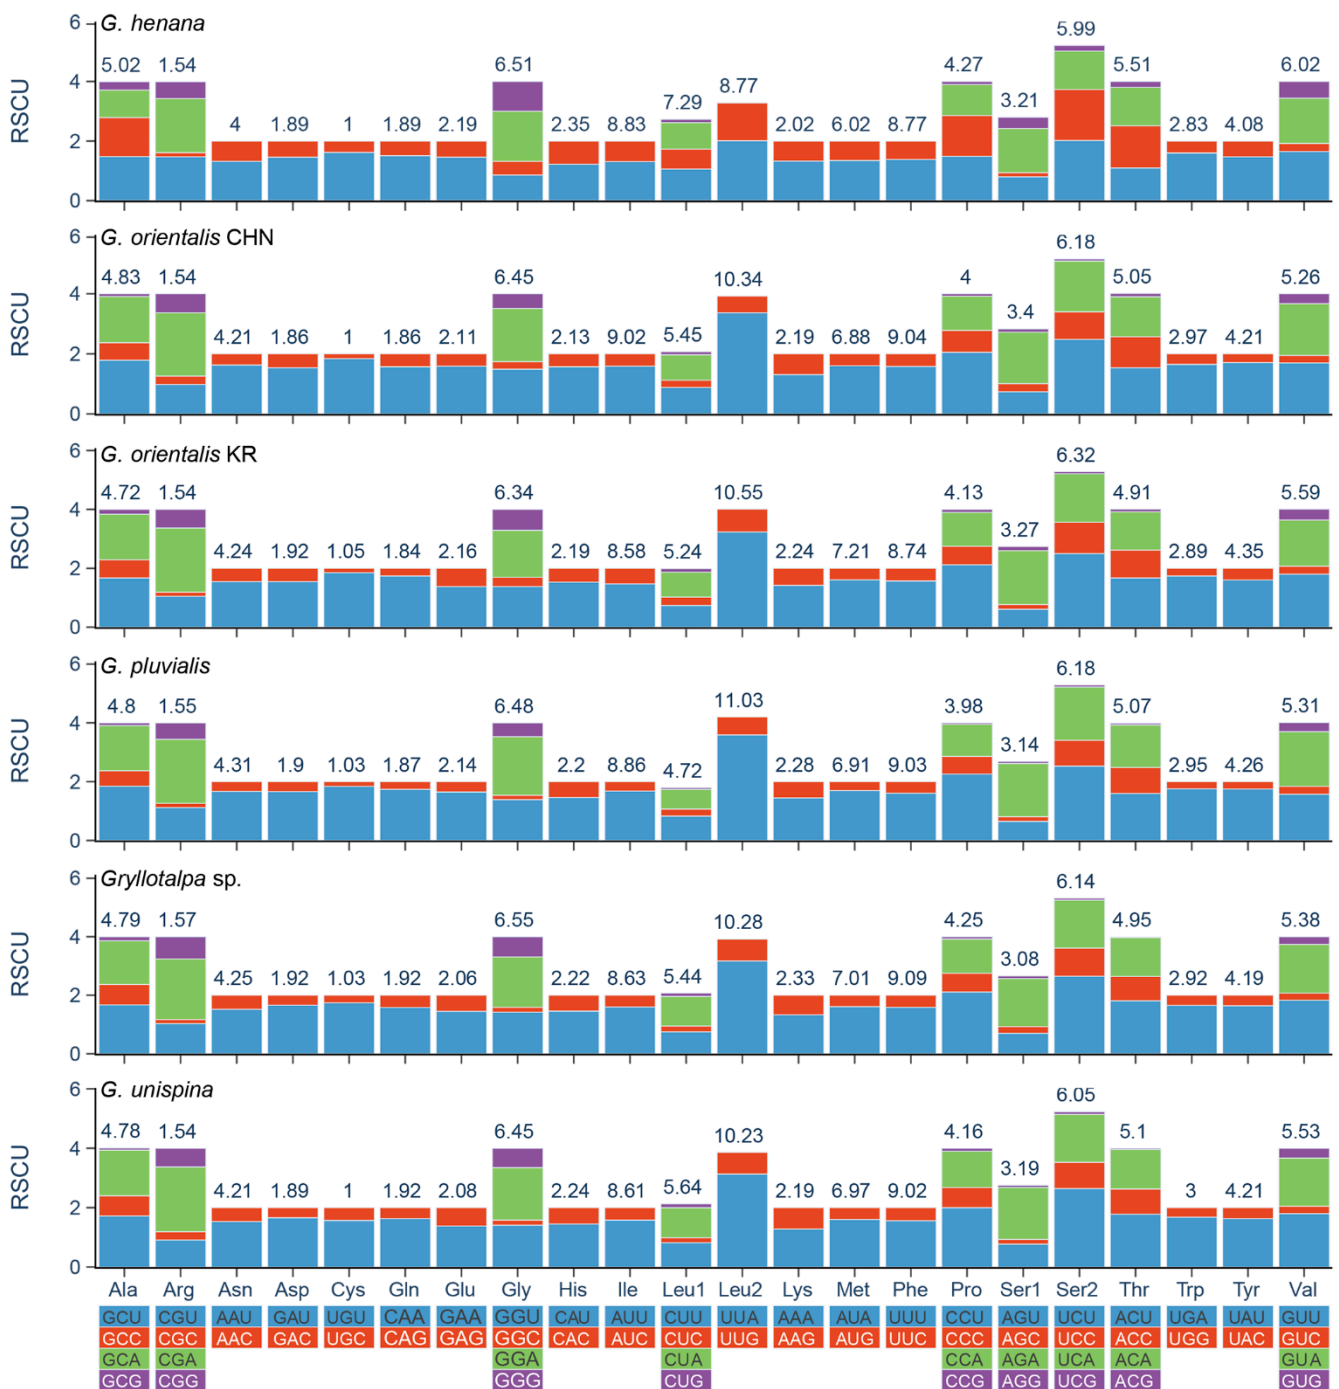 G. henana
RSCU
6
4
2
0
5.02 1.54 4 1.89 1 1.89 2.19 6.51 2.35 8.83 7.29 8.77 2.02 6.02 8.77 4.27 3.21 5.99 5.51 2.83 4.08 6.02
G. orientalis CHN
RSCU
6
4
2
0
4.83 1.54 4.21 1.86 1 1.86 2.11 6.45 2.13 9.02 5.45 10.34 2.19 6.88 9.04 4 3.4 6.18 5.05 2.97 4.21 5.26
G. orientalis KR
RSCU
6
4
2
0
4.72 1.54 4.24 1.92 1.05 1.84 2.16 6.34 2.19 8.58 5.24 10.55 2.24 7.21 8.74 4.13 3.27 6.32 4.91 2.89 4.35 5.59
G. pluvialis
RSCU
6
4
2
0
4.8 1.55 4.31 1.9 1.03 1.87 2.14 6.48 2.2 8.86 4.72 11.03 2.28 6.91 9.03 3.98 3.14 6.18 5.07 2.95 4.26 5.31
Gryllotalpa sp.
RSCU
6
4
2
0
4.79 1.57 4.25 1.92 1.03 1.92 2.06 6.55 2.22 8.63 5.44 10.28 2.33 7.01 9.09 4.25 3.08 6.14 4.95 2.92 4.19 5.38
G. unispina
RSCU
6
4
2
0
4.78 1.54 4.21 1.89 1 1.92 2.08 6.45 2.24 8.61 5.64 10.23 2.19 6.97 9.02 4.16 3.19 6.05 5.1 3 4.21 5.53
Ala Arg Asn Asp Cys Gln Glu Gly His Ile Leu1 Leu2 Lys Met Phe Pro Ser1 Ser2 Thr Trp Tyr Val
GCU CGU AAU GAU UGU CAA GAA GGU CAU AUU CUU UUA AAA AUA UUU CCU AGU UCU ACU UGA UAU GUU
GCC CGC AAC GAC UGC CAG GAG GGC CAC AUC CUC UUG AAG AUG UUC CCC AGC UCC ACC UGG UAC GUC
GCA CGA GGA CUA CCA AGA UCA ACA GUA
GCG CGG GGG CUG CCG AGG UCG ACG GUG